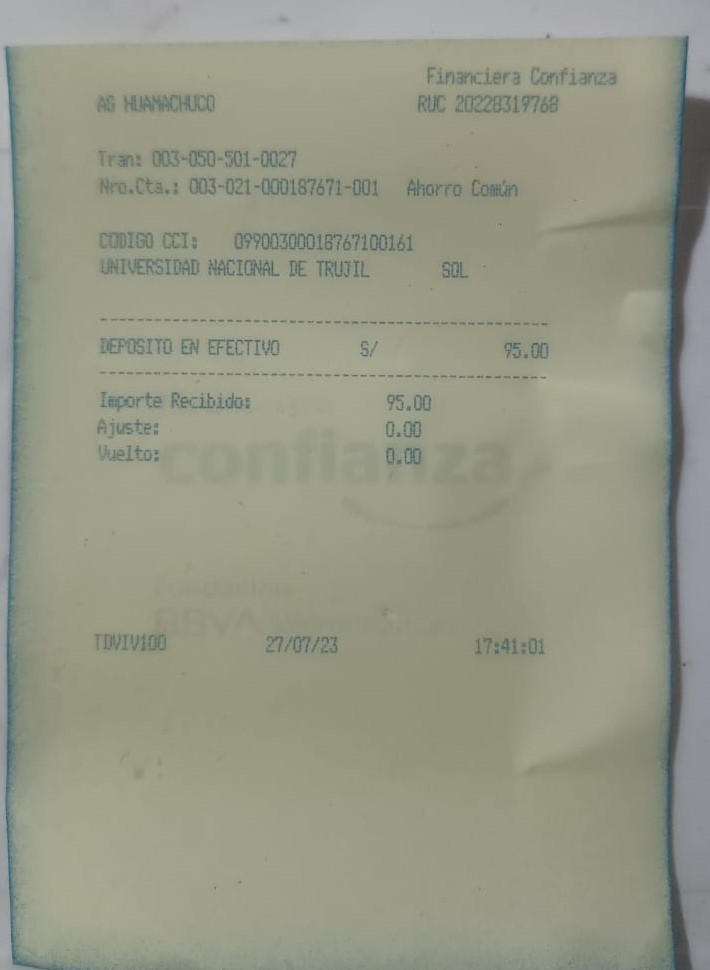 Financiera Confianza
AG HUAMACHUCO RUC 20228319768
Tran: 003-050-501-0027
Nro.Cta.: 003-021-000187671-001 Ahorro Común
CODIGO CCI: 09900300018767100161
UNIVERSIDAD NACIONAL DE TRUJIL SOL
DEPOSITO EN EFECTIVO S/ 95.00
Importe Recibido: 95.00
Ajuste: 0.00
Vuelto: 0.00
confianza
BBVA
TDVIV100 27/07/23 17:41:01